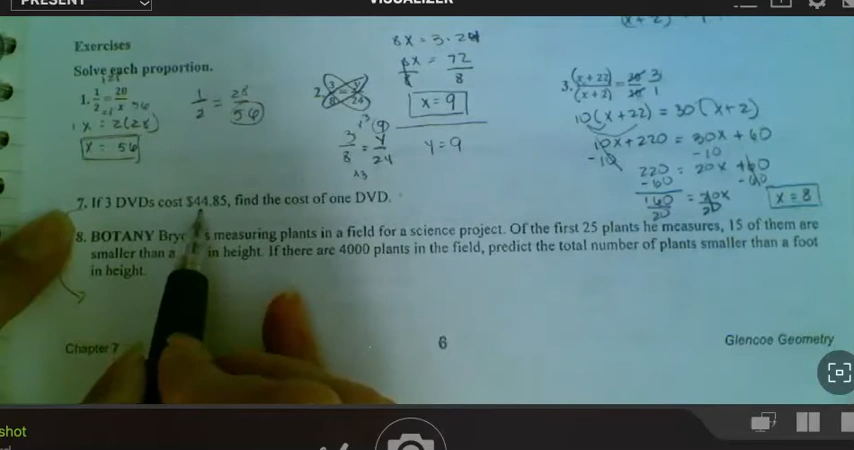 PRESENT
VISUALIZER
Exercises
Solve each proportion.
1. 1/2 = 28/x
1x = 2(28)
x = 56
1/2 = 28/56
2.
8x = 3·24
8x/8 = 72/8
x = 9
3/8 = y/24
y = 9
3. (x + 22)/(x + 2) = 30/10 3/1
10(x + 22) = 30(x + 2)
10x + 220 = 30x + 60
-10 -10
220 = 20x + 60
-60 -60
160/20 = 20x/20
x = 8
7. If 3 DVDs cost $44.85, find the cost of one DVD.
8. BOTANY is measuring plants in a field for a science project. Of the first 25 plants he measures, 15 of them are
smaller than a in height. If there are 4000 plants in the field, predict the total number of plants smaller than a foot
in height.
Chapter 7
6
Glencoe Geometry